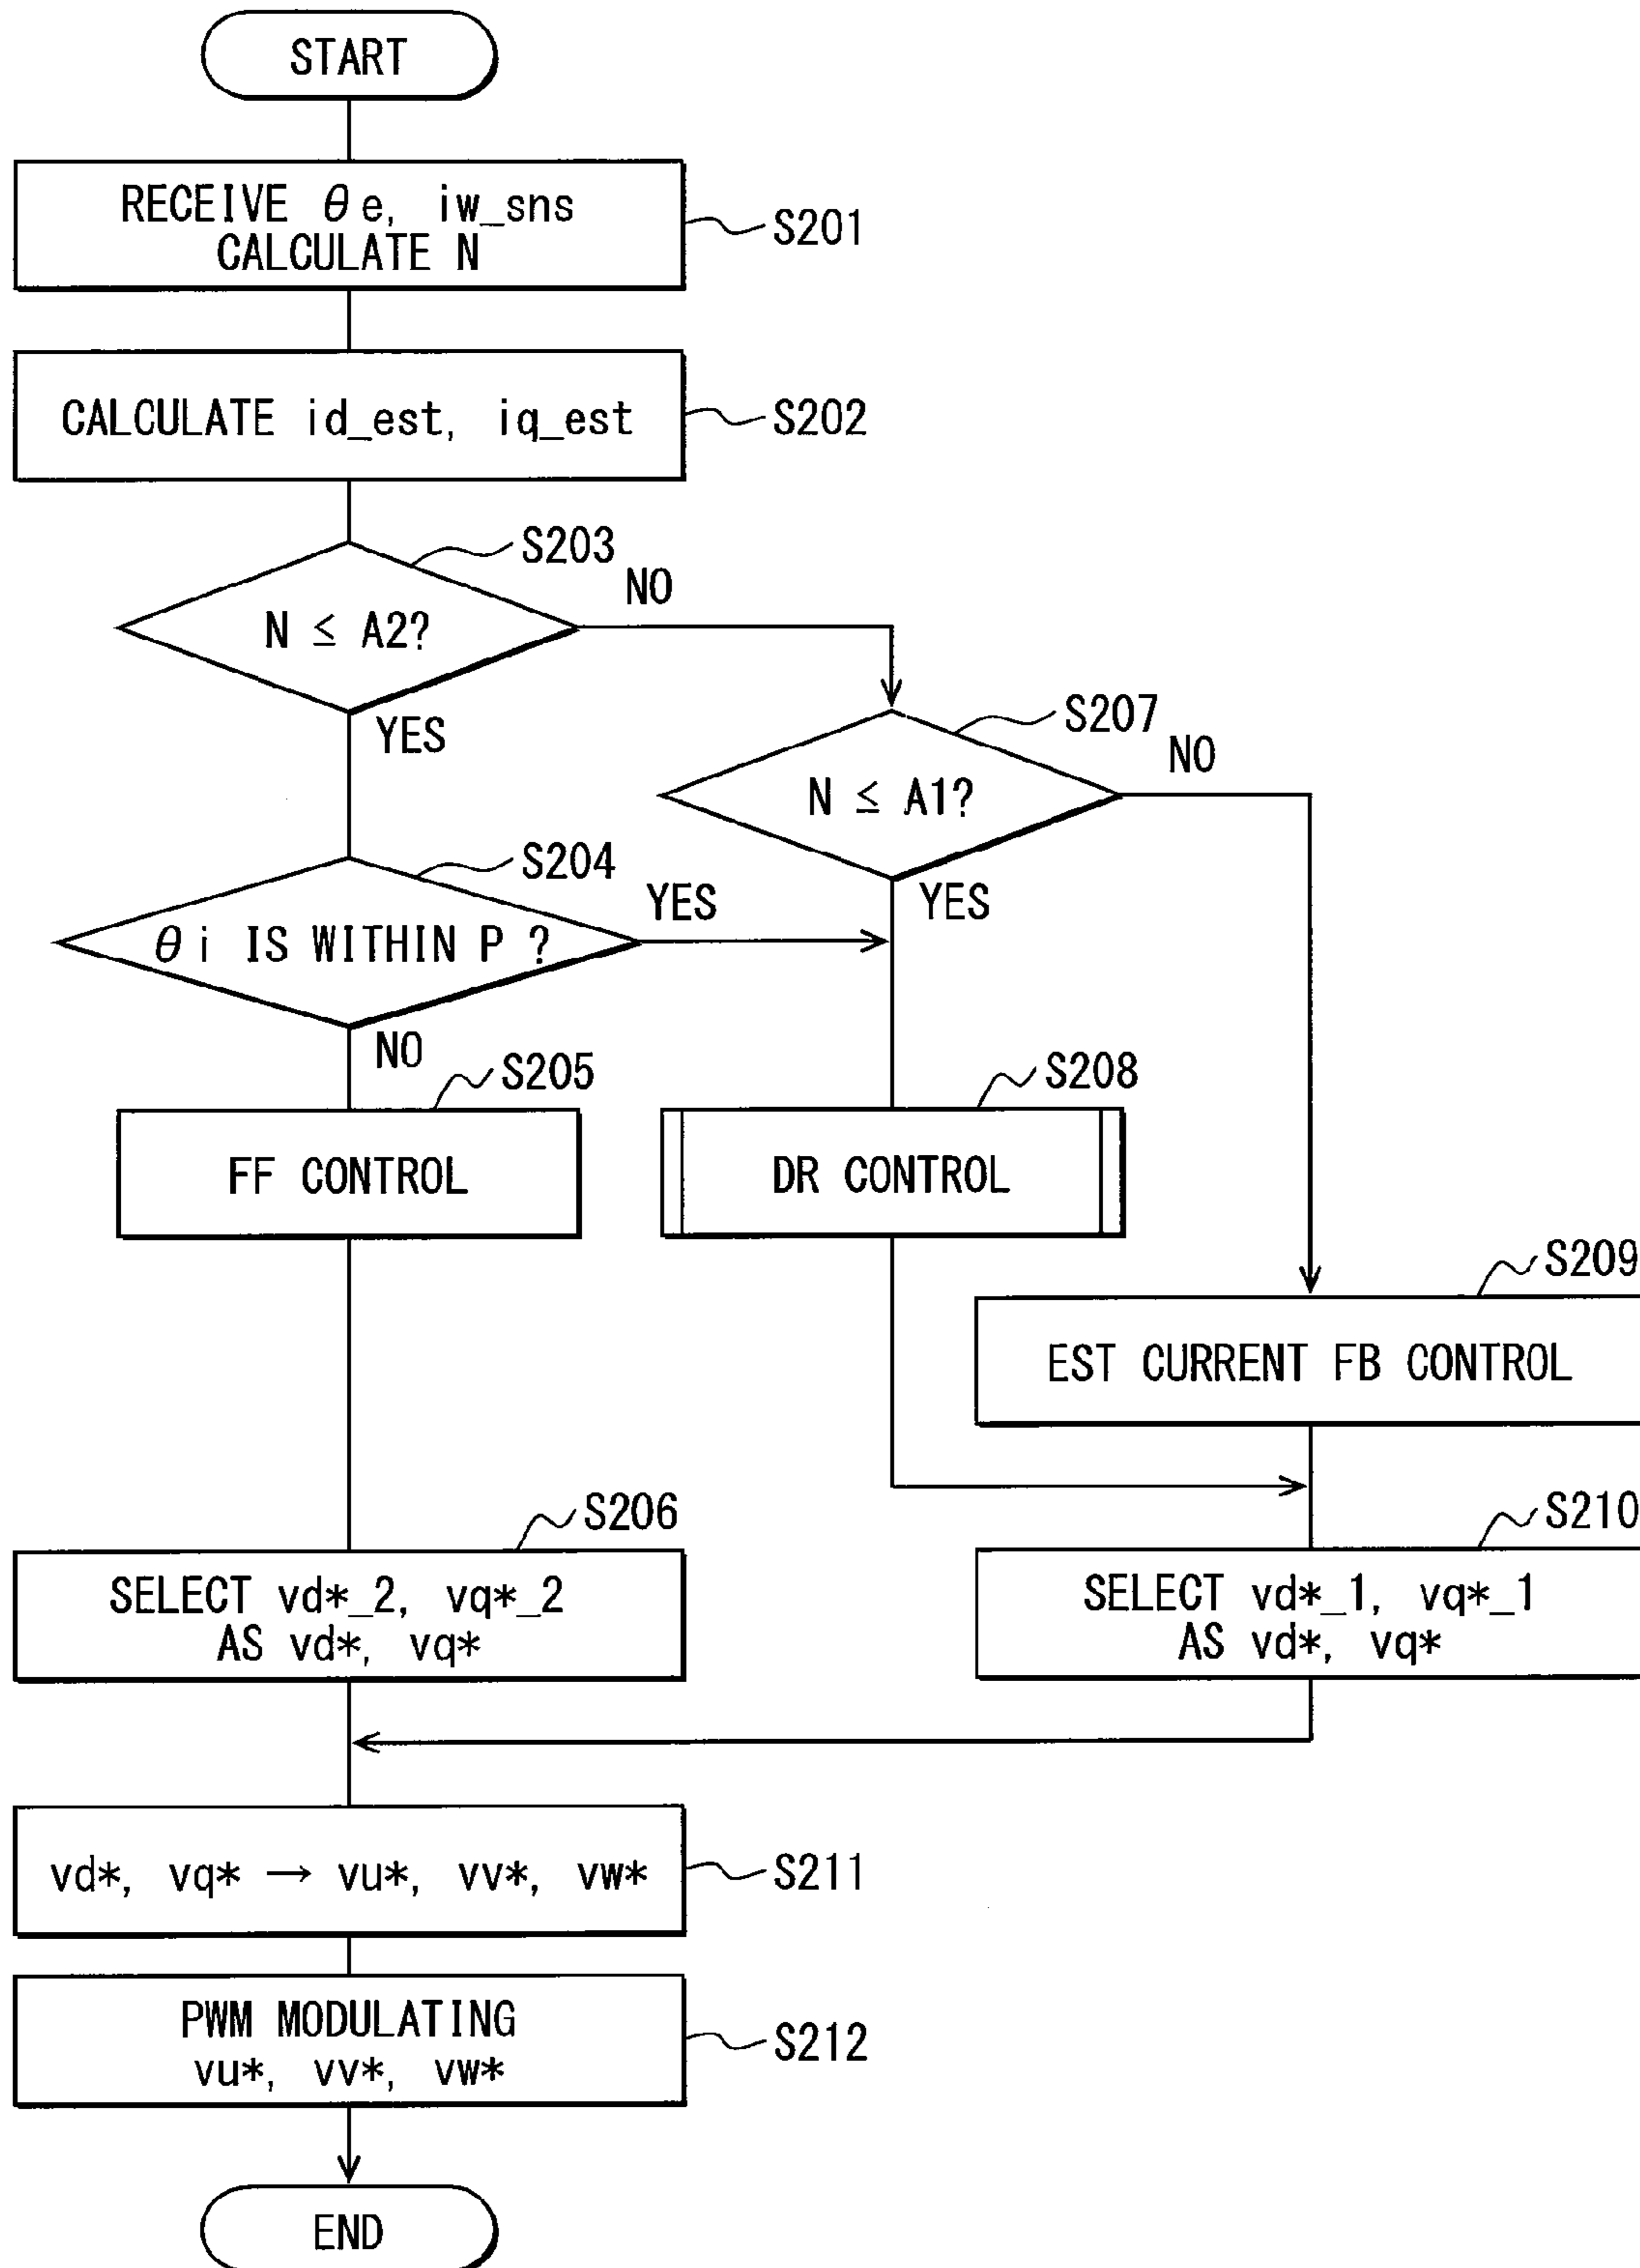 START
RECEIVE θe, iw_sns
CALCULATE N
S201
CALCULATE id_est, iq_est
S202
S203
N ≤ A2?
NO
YES
S207
N ≤ A1?
NO
YES
S204
θi IS WITHIN P ?
YES
NO
S205
FF CONTROL
S208
DR CONTROL
S209
EST CURRENT FB CONTROL
S206
SELECT vd*_2, vq*_2
AS vd*, vq*
S210
SELECT vd*_1, vq*_1
AS vd*, vq*
vd*, vq* → vu*, vv*, vw*
S211
PWM MODULATING
vu*, vv*, vw*
S212
END